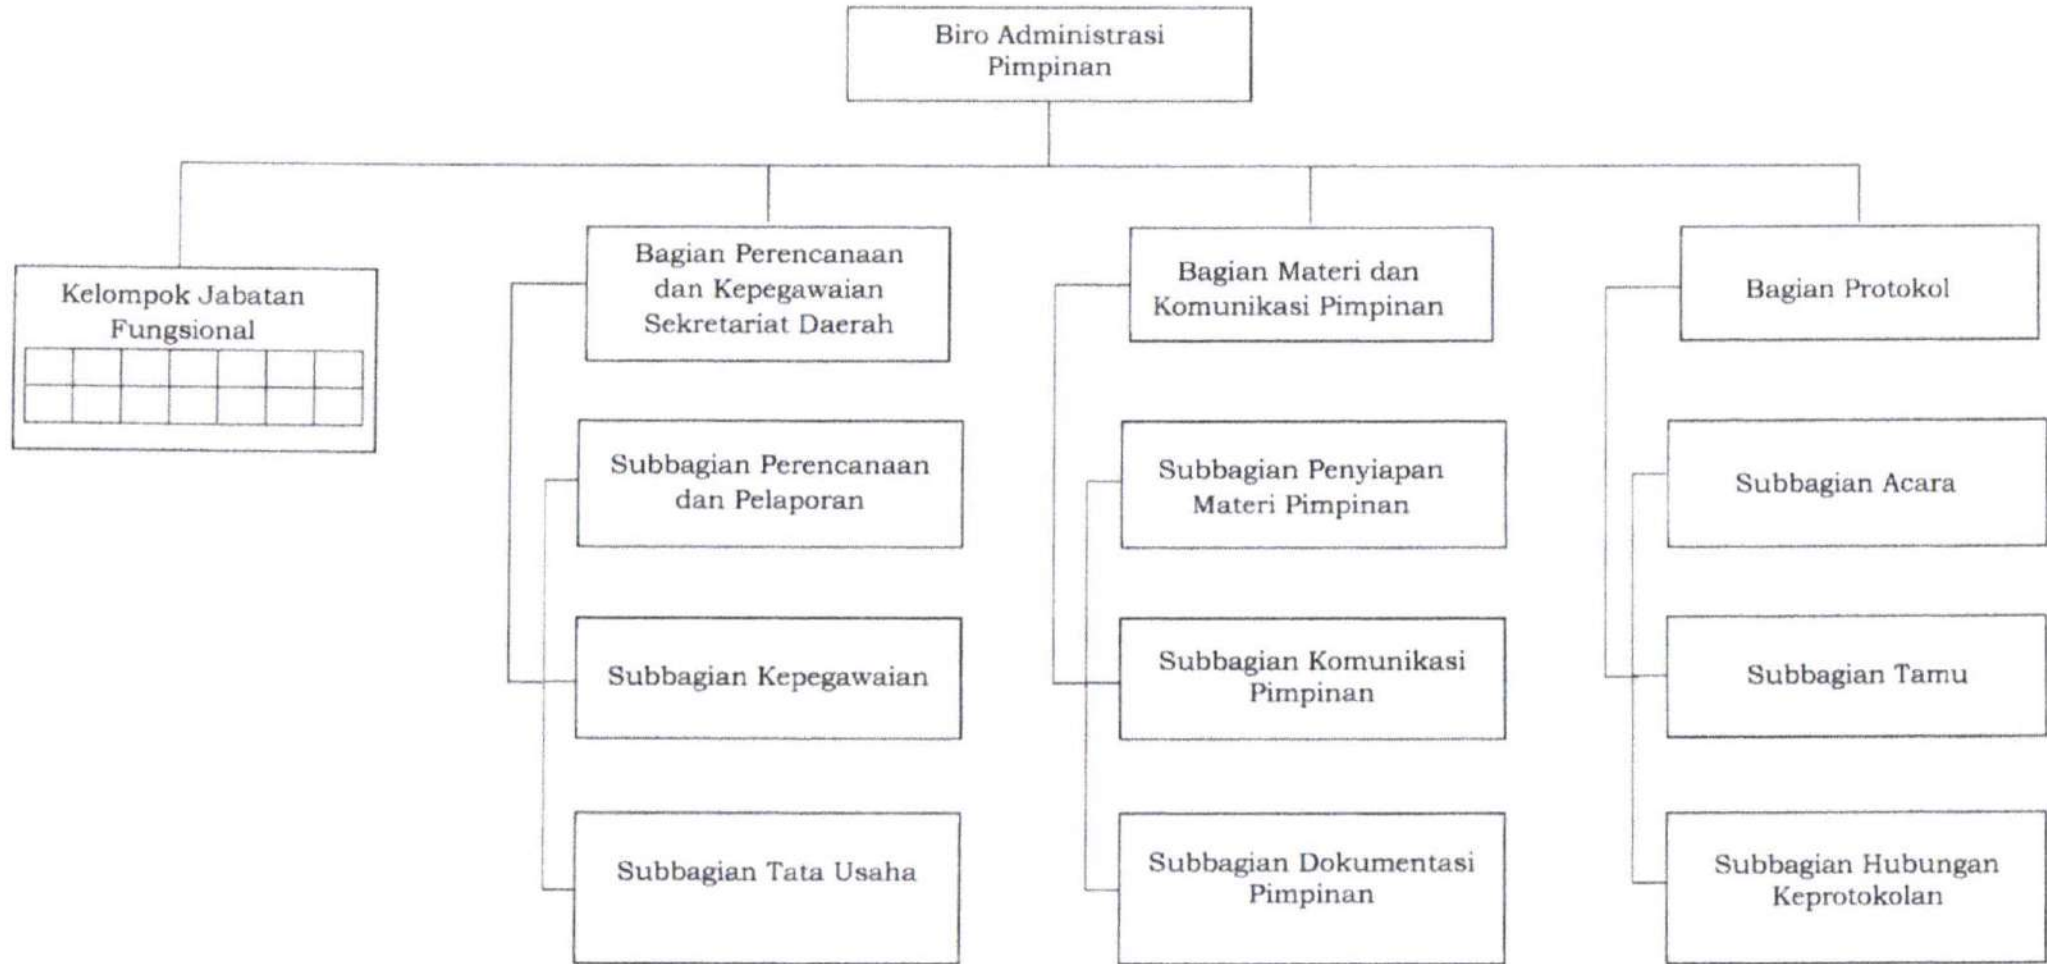 Biro Administrasi
Pimpinan
Kelompok Jabatan
Fungsional
Bagian Perencanaan
dan Kepegawaian
Sekretariat Daerah
Bagian Materi dan
Komunikasi Pimpinan
Bagian Protokol
Subbagian Perencanaan
dan Pelaporan
Subbagian Penyiapan
Materi Pimpinan
Subbagian Acara
Subbagian Kepegawaian
Subbagian Komunikasi
Pimpinan
Subbagian Tamu
Subbagian Tata Usaha
Subbagian Dokumentasi
Pimpinan
Subbagian Hubungan
Keprotokolan